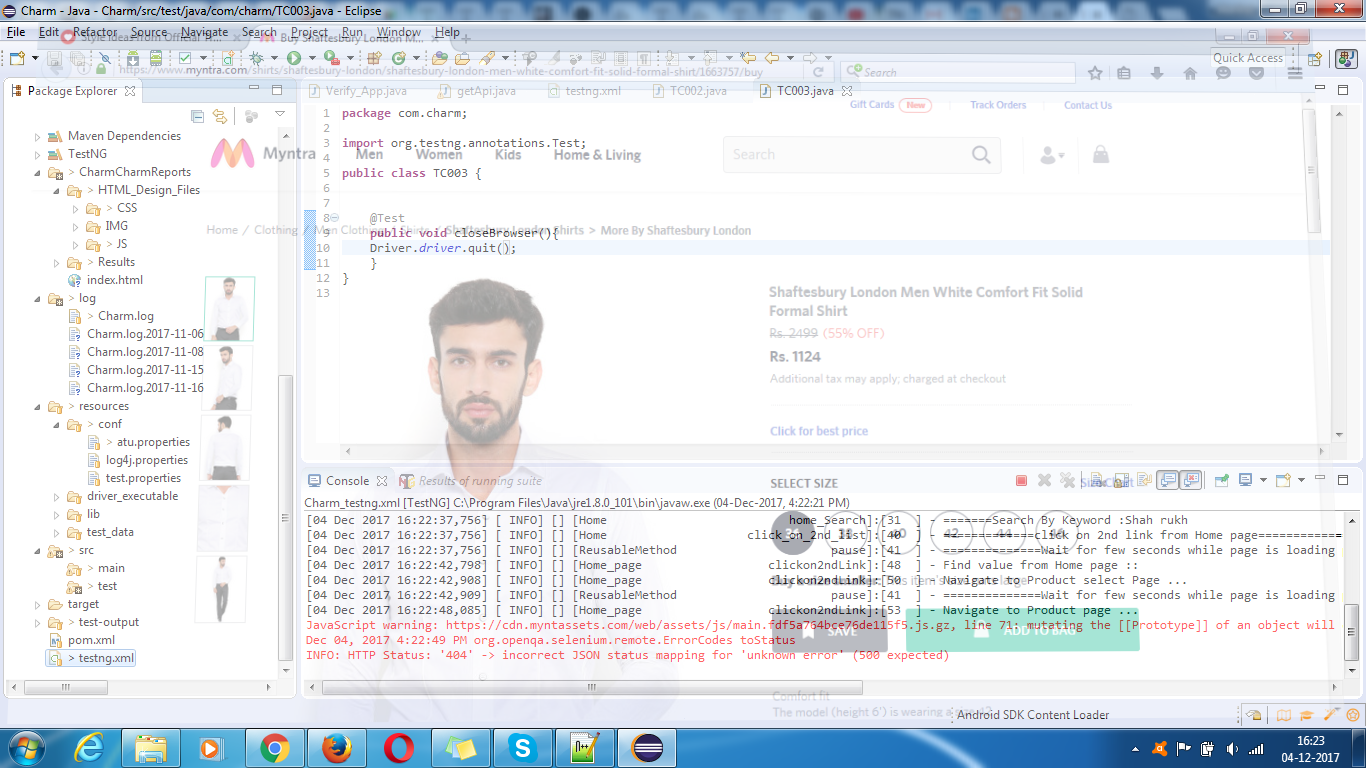 Charm - Java - Charm/src/test/java/com/charm/TC003.java - Eclipse
File Edit Refactor Source Navigate Search Project Run Window Help
Style Ideas from Official
Buy Shaftesbury London M...
https://www.myntra.com/shirts/shaftesbury-london/shaftesbury-london-men-white-comfort-fit-solid-formal-shirt/1663757/buy
Search
Quick Access
Package Explorer
Verify_App.java getApi.java testng.xml TC002.java TC003.java
Gift Cards New Track Orders Contact Us
Maven Dependencies
TestNG
> CharmCharmReports
> HTML_Design_Files
> CSS
IMG
> JS
> Results
index.html
> log
> Charm.log
Charm.log.2017-11-06
Charm.log.2017-11-08
Charm.log.2017-11-15
Charm.log.2017-11-16
> resources
> conf
> atu.properties
log4j.properties
test.properties
driver_executable
> lib
> test_data
> src
> main
> test
target
> test-output
pom.xml
> testng.xml
1 package com.charm;
2
3 import org.testng.annotations.Test;
4
5 public class TC003 {
6
7
8 @Test
9 public void closeBrowser(){
10 Driver.driver.quit();
11 }
12 }
13
Myntra Men Women Kids Home & Living Search
Home / Clothing / Men Clothing / Shirts / Shaftesbury London Shirts > More By Shaftesbury London
Shaftesbury London Men White Comfort Fit Solid
Formal Shirt
Rs. 2499 (55% OFF)
Rs. 1124
Additional tax may apply; charged at checkout
Click for best price
SELECT SIZE Size Chart
36 38 40 42 44 46
SAVE ADD TO BAG
Comfort fit
The model (height 6') is wearing a size 42
Console Results of running suite
Charm_testng.xml [TestNG] C:\Program Files\Java\jre1.8.0_101\bin\javaw.exe (04-Dec-2017, 4:22:21 PM)
[04 Dec 2017 16:22:37,756] [ INFO] [] [Home home_Search]:[31 ] - =======Search By Keyword :Shah rukh
[04 Dec 2017 16:22:37,756] [ INFO] [] [Home click_on_2nd_list]:[40 ] - =============click on 2nd link from Home page============
[04 Dec 2017 16:22:37,756] [ INFO] [] [ReusableMethod pause]:[41 ] - ==============Wait for few seconds while page is loading
[04 Dec 2017 16:22:42,798] [ INFO] [] [Home_page clickon2ndLink]:[48 ] - Find value from Home page ::
[04 Dec 2017 16:22:42,908] [ INFO] [] [Home_page clickon2ndLink]:[50 ] - Navigate to Product select Page ...
[04 Dec 2017 16:22:42,909] [ INFO] [] [ReusableMethod pause]:[41 ] - ==============Wait for few seconds while page is loading
[04 Dec 2017 16:22:48,085] [ INFO] [] [Home_page clickon2ndLink]:[53 ] - Navigate to Product page ...
JavaScript warning: https://cdn.myntassets.com/web/assets/js/main.fdf5a764bce76de115f5.js.gz, line 71: mutating the [[Prototype]] of an object will
Dec 04, 2017 4:22:49 PM org.openqa.selenium.remote.ErrorCodes toStatus
INFO: HTTP Status: '404' -> incorrect JSON status mapping for 'unknown error' (500 expected)
Android SDK Content Loader
16:23
04-12-2017